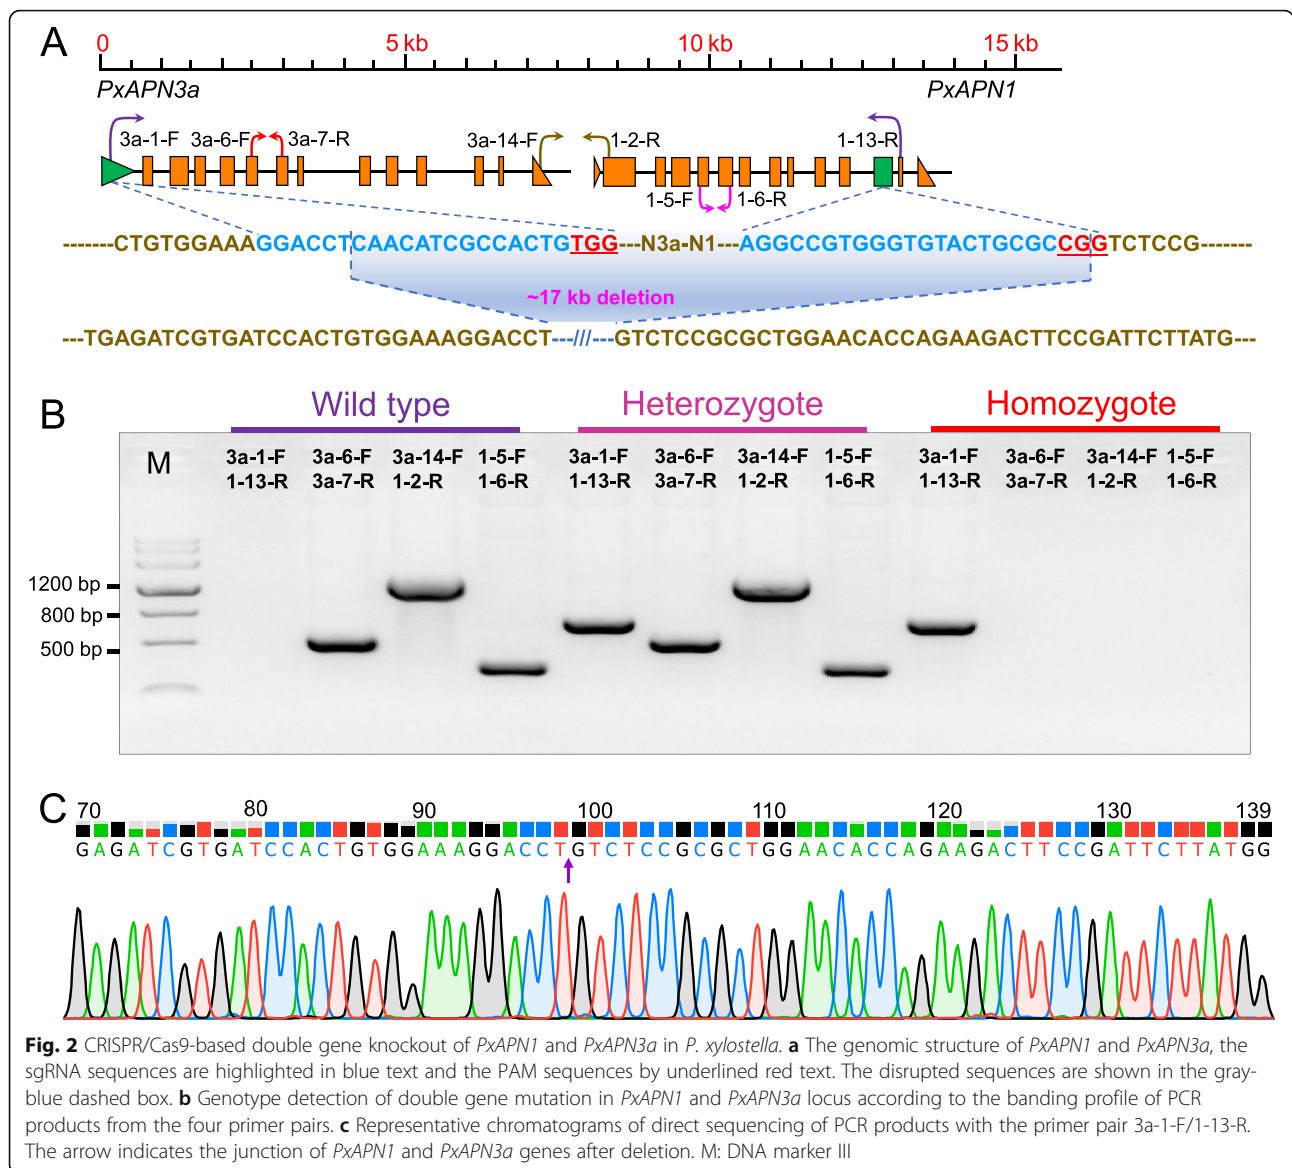 A
0 5 kb 10 kb 15 kb
PxAPN3a PxAPN1
3a-1-F 3a-6-F 3a-7-R 3a-14-F 1-2-R 1-13-R
1-5-F 1-6-R
-------CTGTGGAAAGGACCTCAACATCGCCACTGTGG---N3a-N1---AGGCCGTGGGTGTACTGCGCCGGTCTCCG-------
~17 kb deletion
---TGAGATCGTGATCCACTGTGGAAAGGACCT---///---GTCTCCGCGCTGGAACACCAGAAGACTTCCGATTCTTATG---
B
Wild type Heterozygote Homozygote
M
3a-1-F 3a-6-F 3a-14-F 1-5-F 3a-1-F 3a-6-F 3a-14-F 1-5-F 3a-1-F 3a-6-F 3a-14-F 1-5-F
1-13-R 3a-7-R 1-2-R 1-6-R 1-13-R 3a-7-R 1-2-R 1-6-R 1-13-R 3a-7-R 1-2-R 1-6-R
1200 bp
800 bp
500 bp
C
70 80 90 100 110 120 130 139
GAGATCGTGATCCACTGTGGAAAGGACCTGTCTCCGCGCTGGAACACCAGAAGACTTCCGATTCTTATGG
Fig. 2 CRISPR/Cas9-based double gene knockout of PxAPN1 and PxAPN3a in P. xylostella. a The genomic structure of PxAPN1 and PxAPN3a, the
sgRNA sequences are highlighted in blue text and the PAM sequences by underlined red text. The disrupted sequences are shown in the gray-
blue dashed box. b Genotype detection of double gene mutation in PxAPN1 and PxAPN3a locus according to the banding profile of PCR
products from the four primer pairs. c Representative chromatograms of direct sequencing of PCR products with the primer pair 3a-1-F/1-13-R.
The arrow indicates the junction of PxAPN1 and PxAPN3a genes after deletion. M: DNA marker III